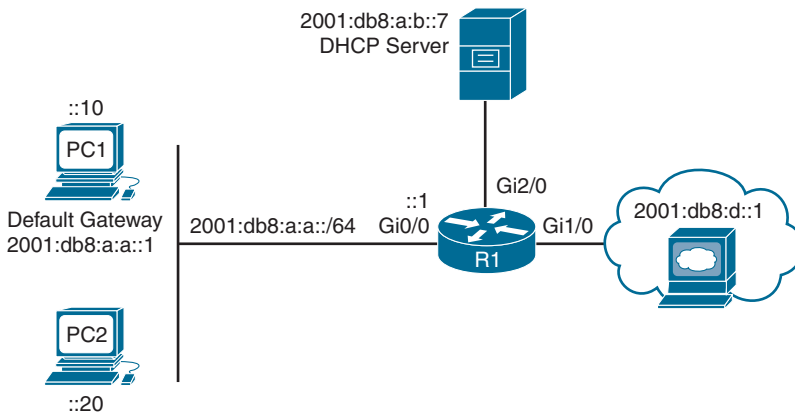 2001:db8:a:b::7
DHCP Server
::10
PC1
Default Gateway
2001:db8:a:a::1
2001:db8:a:a::/64
::1
Gi0/0
Gi2/0
Gi1/0
R1
2001:db8:d::1
PC2
::20